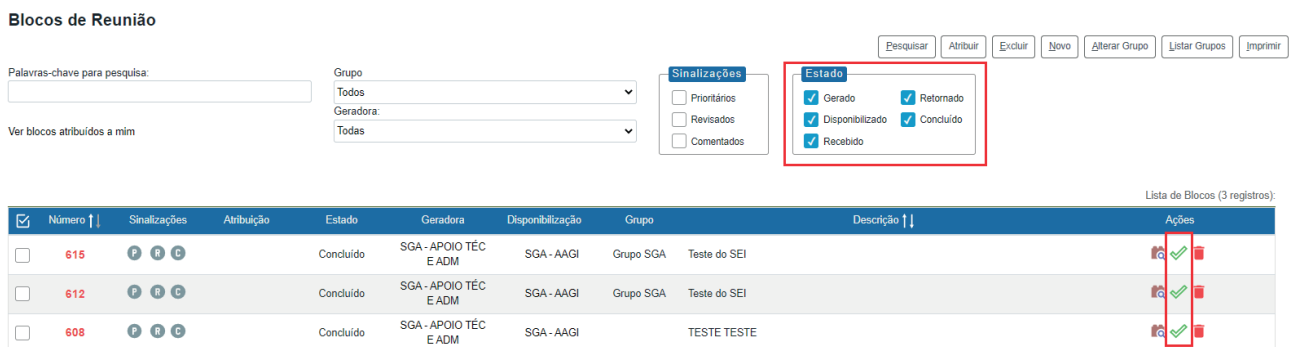 Blocos de Reunião
Pesquisar Atribuir Excluir Novo Alterar Grupo Listar Grupos Imprimir
Palavras-chave para pesquisa:
Grupo
Todos
Geradora:
Todas
Ver blocos atribuídos a mim
Sinalizações
Prioritários
Revisados
Comentados
Estado
Gerado Retornado
Disponibilizado Concluído
Recebido
Lista de Blocos (3 registros):
Número Sinalizações Atribuição Estado Geradora Disponibilização Grupo Descrição Ações
615 P R C Concluído SGA - APOIO TÉC E ADM SGA - AAGI Grupo SGA Teste do SEI
612 P R C Concluído SGA - APOIO TÉC E ADM SGA - AAGI Grupo SGA Teste do SEI
608 P R C Concluído SGA - APOIO TÉC E ADM SGA - AAGI TESTE TESTE